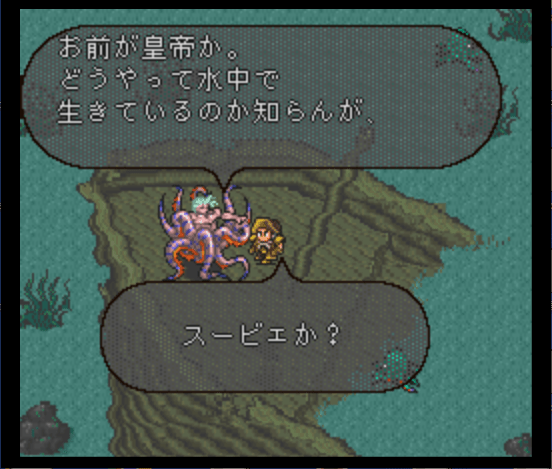 お前が皇帝か。
どうやって水中で
生きているのか知らんが、
スービエか？